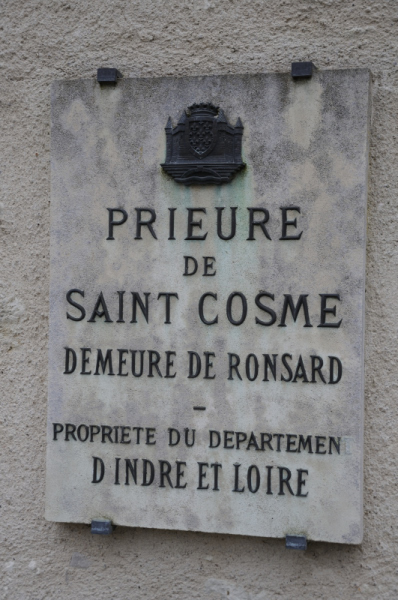 PRIEURE
DE
SAINT COSME
DEMEURE DE RONSARD
–
PROPRIETE DU DEPARTEMEN
D INDRE ET LOIRE